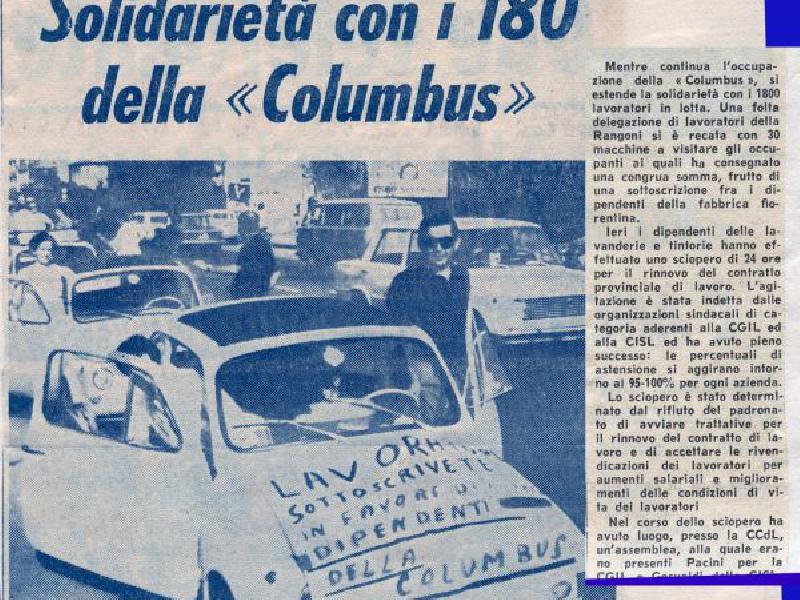 Solidarietà con i 180
della «Columbus»
LAVORA
SOTTOSCRIVETE
IN FAVORE DEI
DIPENDENTI
DELLA
COLUMBUS
Mentre continua l'occupa-
zione della «Columbus», si
estende la solidarietà con i 1800
lavoratori in lotta. Una folta
delegazione di lavoratori della
Rangoni si è recata con 30
macchine a visitare gli occu-
panti ai quali ha consegnato
una congrua somma, frutto di
una sottoscrizione fra i di-
pendenti della fabbrica fio-
rentina.
Ieri i dipendenti delle la-
vanderie e tintorie hanno ef-
fettuato uno sciopero di 24 ore
per il rinnovo del contratto
provinciale di lavoro. L'agi-
tazione è stata indetta dalle
organizzazioni sindacali di ca-
tegoria aderenti alla CGIL ed
alla CISL ed ha avuto pieno
successo: le percentuali di
astensione si aggirano intor-
no al 95-100% per ogni azienda.
Lo sciopero è stato determi-
nato dal rifiuto del padrona-
to di avviare trattative per
il rinnovo del contratto di la-
voro e di accettare le riven-
dicazioni dei lavoratori per
aumenti salariali e migliora-
menti delle condizioni di vi-
ta dei lavoratori
Nel corso dello sciopero ha
avuto luogo, presso la CCdL,
un'assemblea, alla quale era-
no presenti Pacini per la
CGIL e